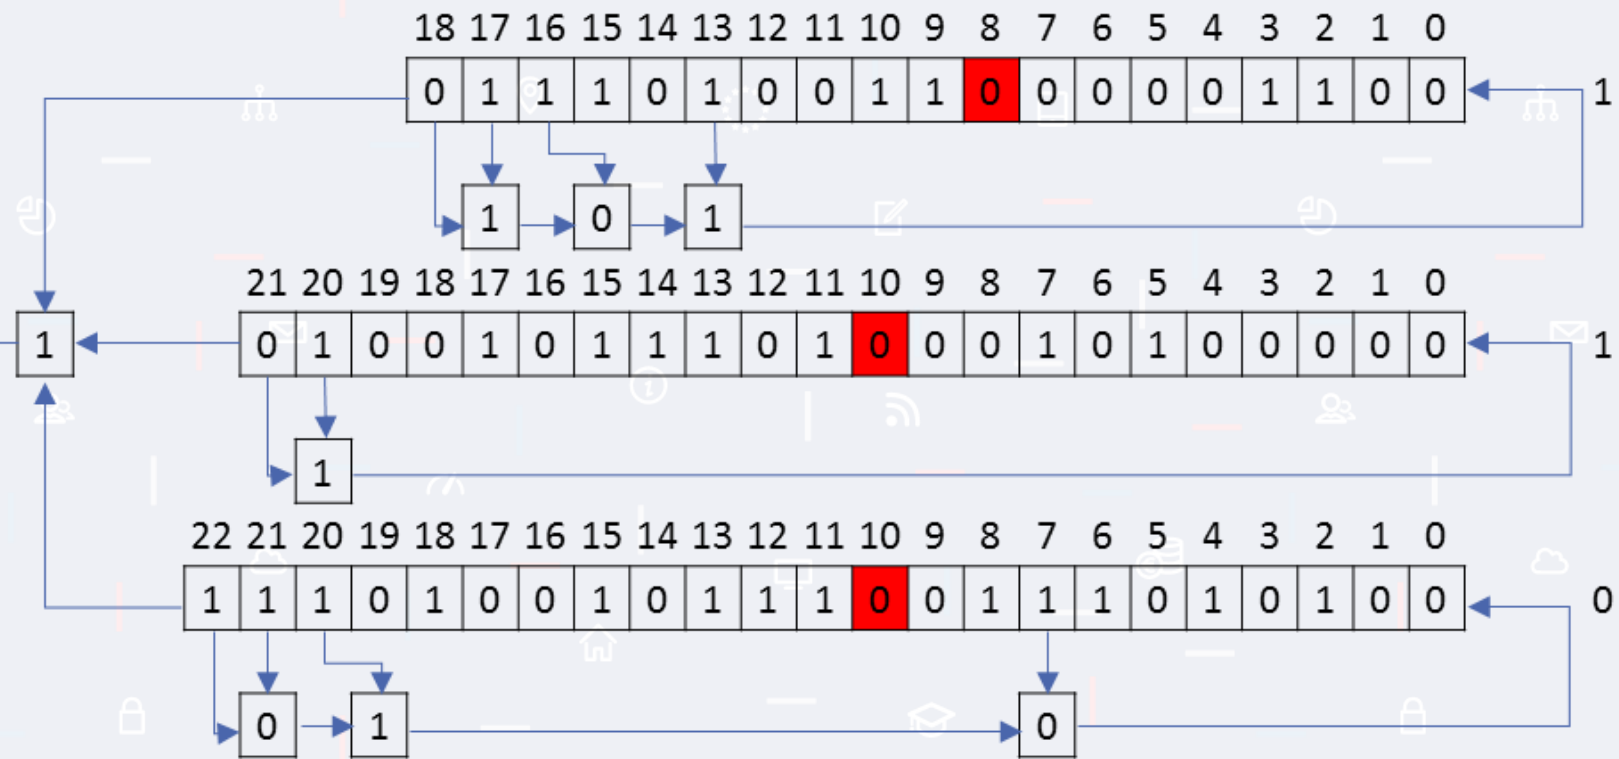 18 17 16 15 14 13 12 11 10 9 8 7 6 5 4 3 2 1 0
0 1 1 1 0 1 0 0 1 1 0 0 0 0 0 1 1 0 0 1
1 0 1
21 20 19 18 17 16 15 14 13 12 11 10 9 8 7 6 5 4 3 2 1 0
1 0 1 0 0 1 0 1 1 1 0 1 0 0 0 1 0 1 0 0 0 0 0 1
1
22 21 20 19 18 17 16 15 14 13 12 11 10 9 8 7 6 5 4 3 2 1 0
1 1 1 0 1 0 0 1 0 1 1 1 0 0 1 1 1 0 1 0 1 0 0 0
0 1 0